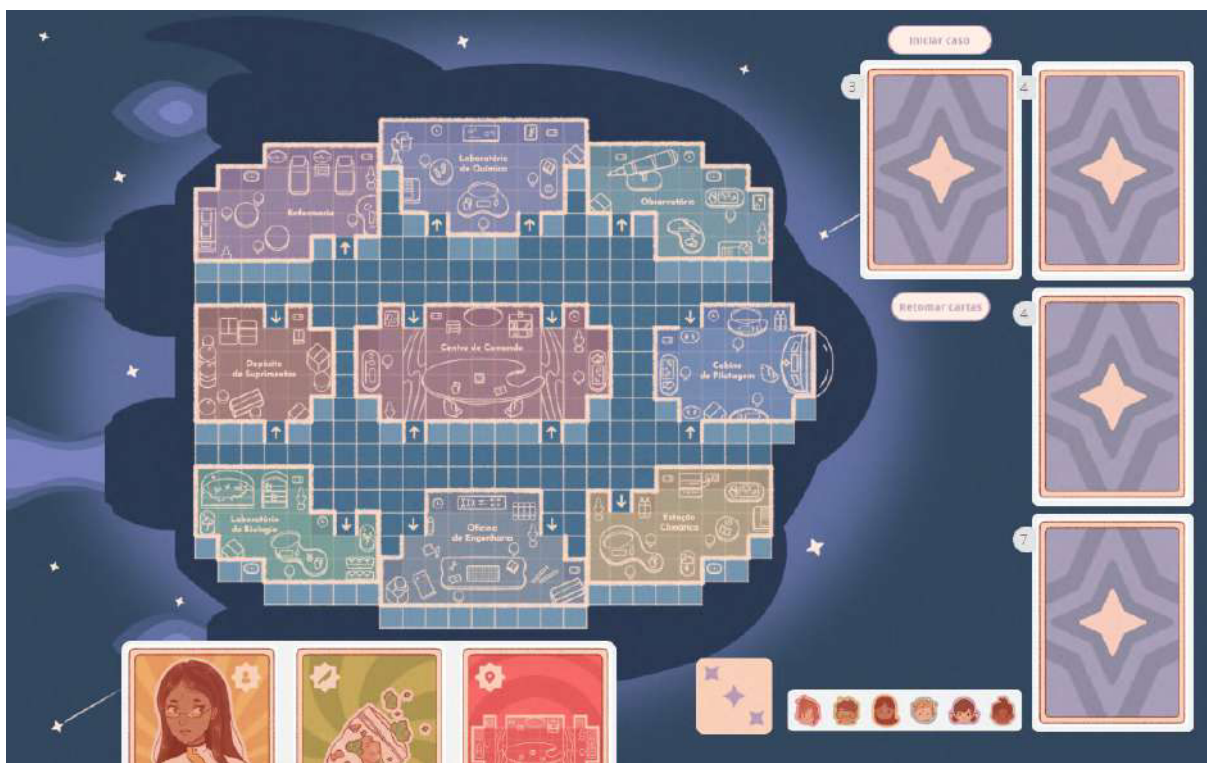 Iniciar caso
3
4
Laboratório
de Química
Enfermaria
Observatório
Retomar cartas
4
Depósito
de Suprimentos
Centro de Comando
Cabine
de Pilotagem
Laboratório
de Biologia
Oficina
de Engenharia
Estação
Climática
7